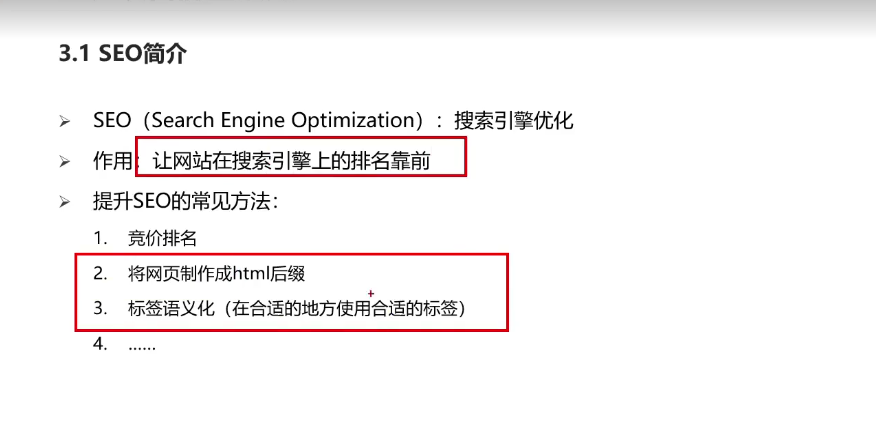 3.1 SEO简介
SEO（Search Engine Optimization）：搜索引擎优化
作用：让网站在搜索引擎上的排名靠前
提升SEO的常见方法：
1. 竞价排名
2. 将网页制作成html后缀
3. 标签语义化（在合适的地方使用合适的标签）
4. ......